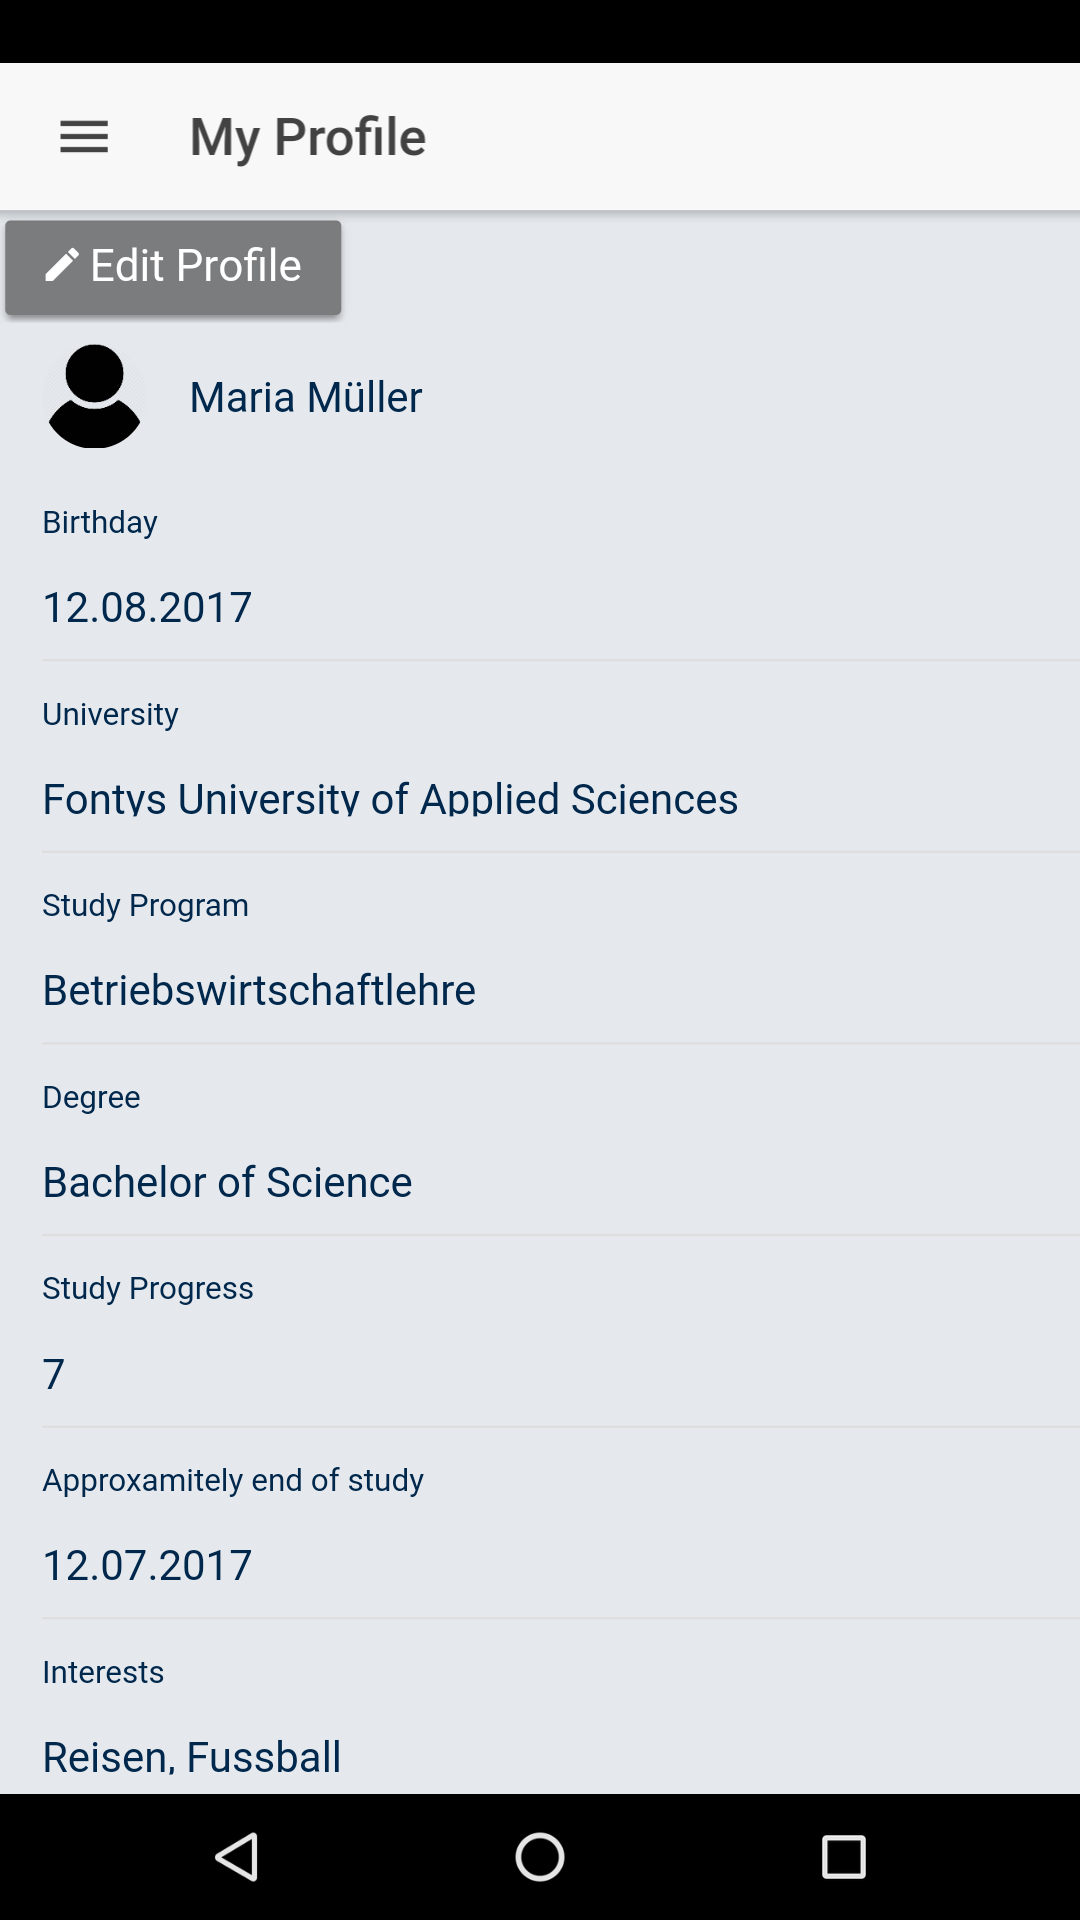 My Profile
Edit Profile
Maria Müller
Birthday
12.08.2017
University
Fontys University of Applied Sciences
Study Program
Betriebswirtschaftlehre
Degree
Bachelor of Science
Study Progress
7
Approxamitely end of study
12.07.2017
Interests
Reisen, Fussball